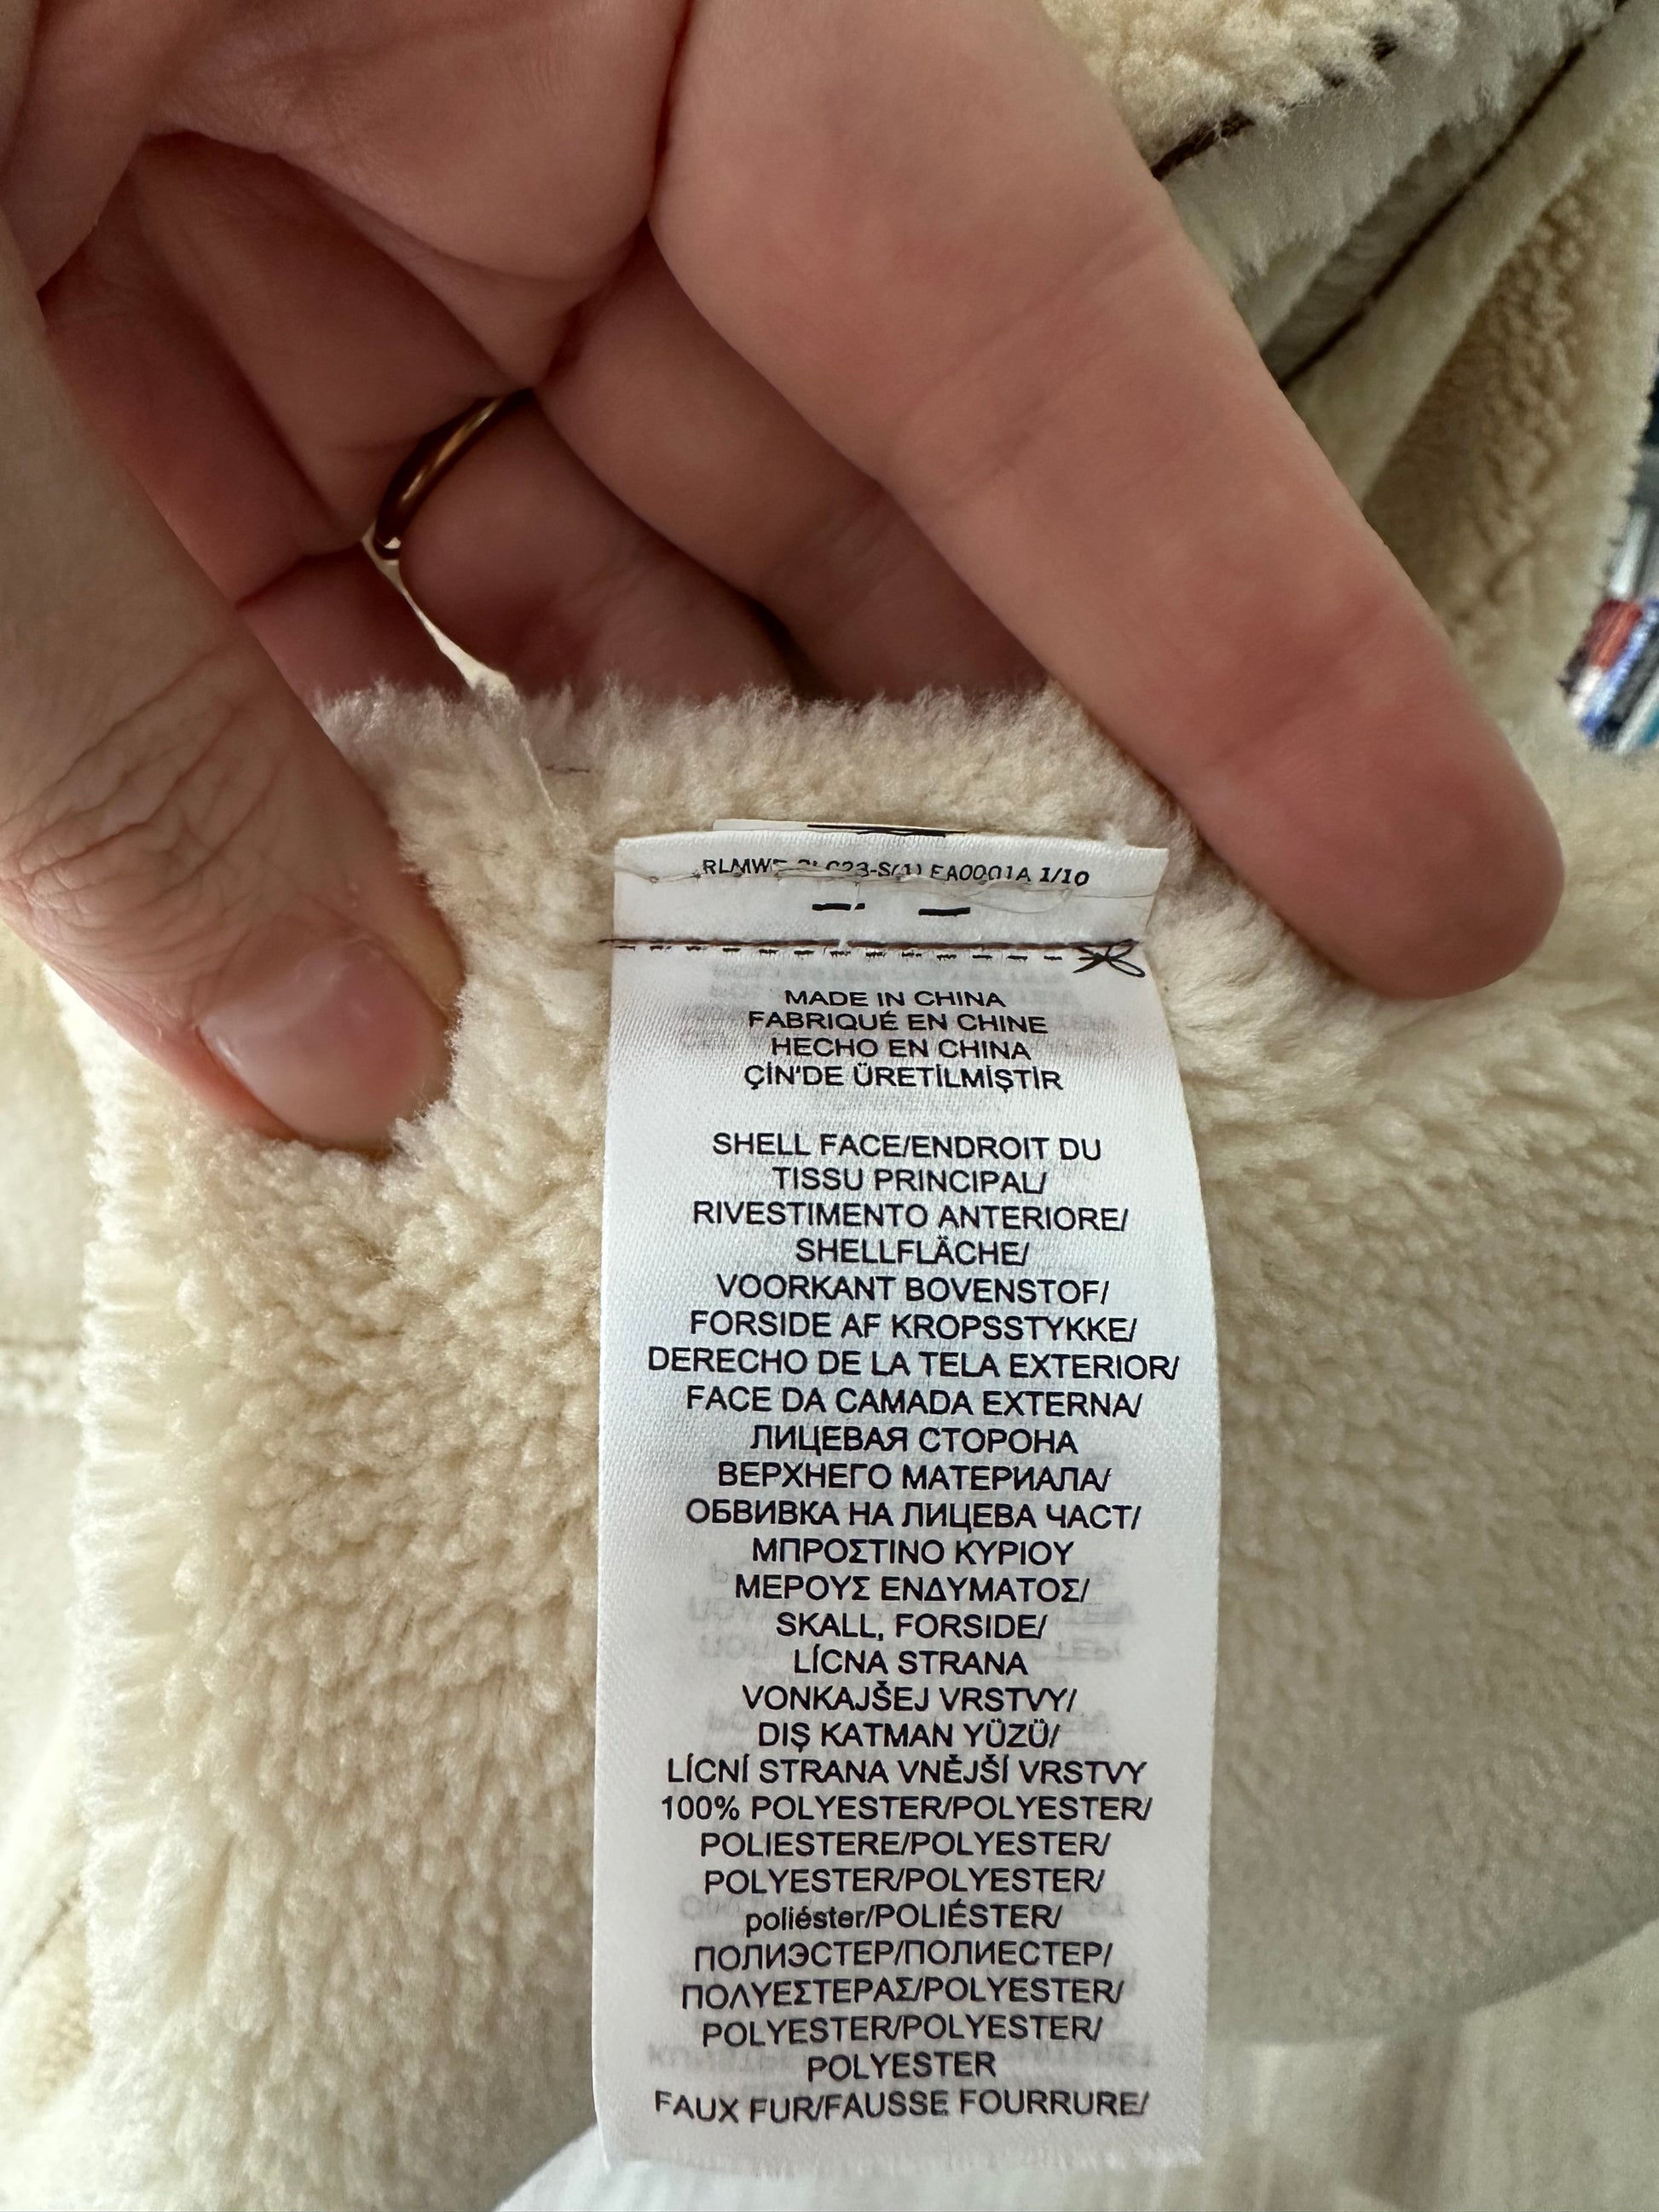 EA0001A 1/10
MADE IN CHINA
FABRIQUÉ EN CHINE
HECHO EN CHINA
ÇİN'DE ÜRETİLMİŞTİR
SHELL FACE/ENDROIT DU
TISSU PRINCIPAL/
RIVESTIMENTO ANTERIORE/
SHELLFLÄCHE/
VOORKANT BOVENSTOF/
FORSIDE AF KROPSSTYKKE/
DERECHO DE LA TELA EXTERIOR/
FACE DA CAMADA EXTERNA/
ЛИЦЕВАЯ СТОРОНА
ВЕРХНЕГО МАТЕРИАЛА/
ОБВИВКА НА ЛИЦЕВА ЧАСТ/
ΜΠΡΟΣΤΙΝΟ ΚΥΡΙΟΥ
ΜΕΡΟΥΣ ΕΝΔΥΜΑΤΟΣ/
SKALL, FORSIDE/
LÍCNA STRANA
VONKAJŠEJ VRSTVY/
DIŞ KATMAN YÜZÜ/
LÍCNÍ STRANA VNĚJŠÍ VRSTVY
100% POLYESTER/POLYESTER/
POLIESTERE/POLYESTER/
POLYESTER/POLYESTER/
poliéster/POLIÉSTER/
ПОЛИЭСТЕР/ПОЛИЕСТЕР/
ΠΟΛΥΕΣΤΕΡΑΣ/POLYESTER/
POLYESTER/POLYESTER/
POLYESTER
FAUX FUR/FAUSSE FOURRURE/